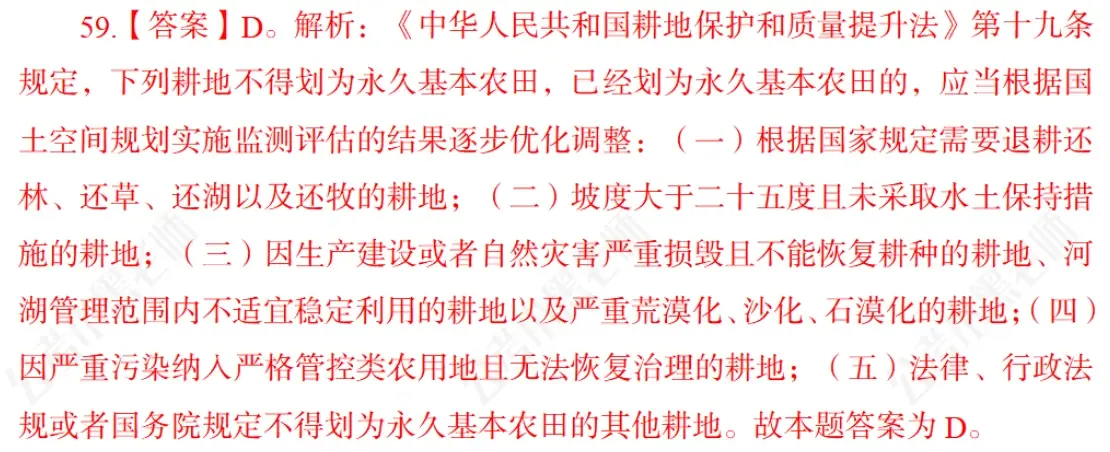 59.【答案】D。解析：《中华人民共和国耕地保护和质量提升法》第十九条
规定，下列耕地不得划为永久基本农田，已经划为永久基本农田的，应当根据国
土空间规划实施监测评估的结果逐步优化调整：（一）根据国家规定需要退耕还
林、还草、还湖以及还牧的耕地；（二）坡度大于二十五度且未采取水土保持措
施的耕地；（三）因生产建设或者自然灾害严重损毁且不能恢复耕种的耕地、河
湖管理范围内不适宜稳定利用的耕地以及严重荒漠化、沙化、石漠化的耕地；（四）
因严重污染纳入严格管控类农用地且无法恢复治理的耕地；（五）法律、行政法
规或者国务院规定不得划为永久基本农田的其他耕地。故本题答案为 D。